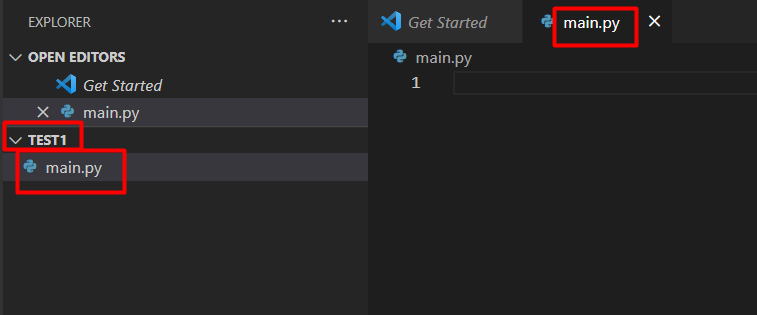 EXPLORER ···
OPEN EDITORS
Get Started
main.py
TEST1
main.py
Get Started main.py
main.py
1